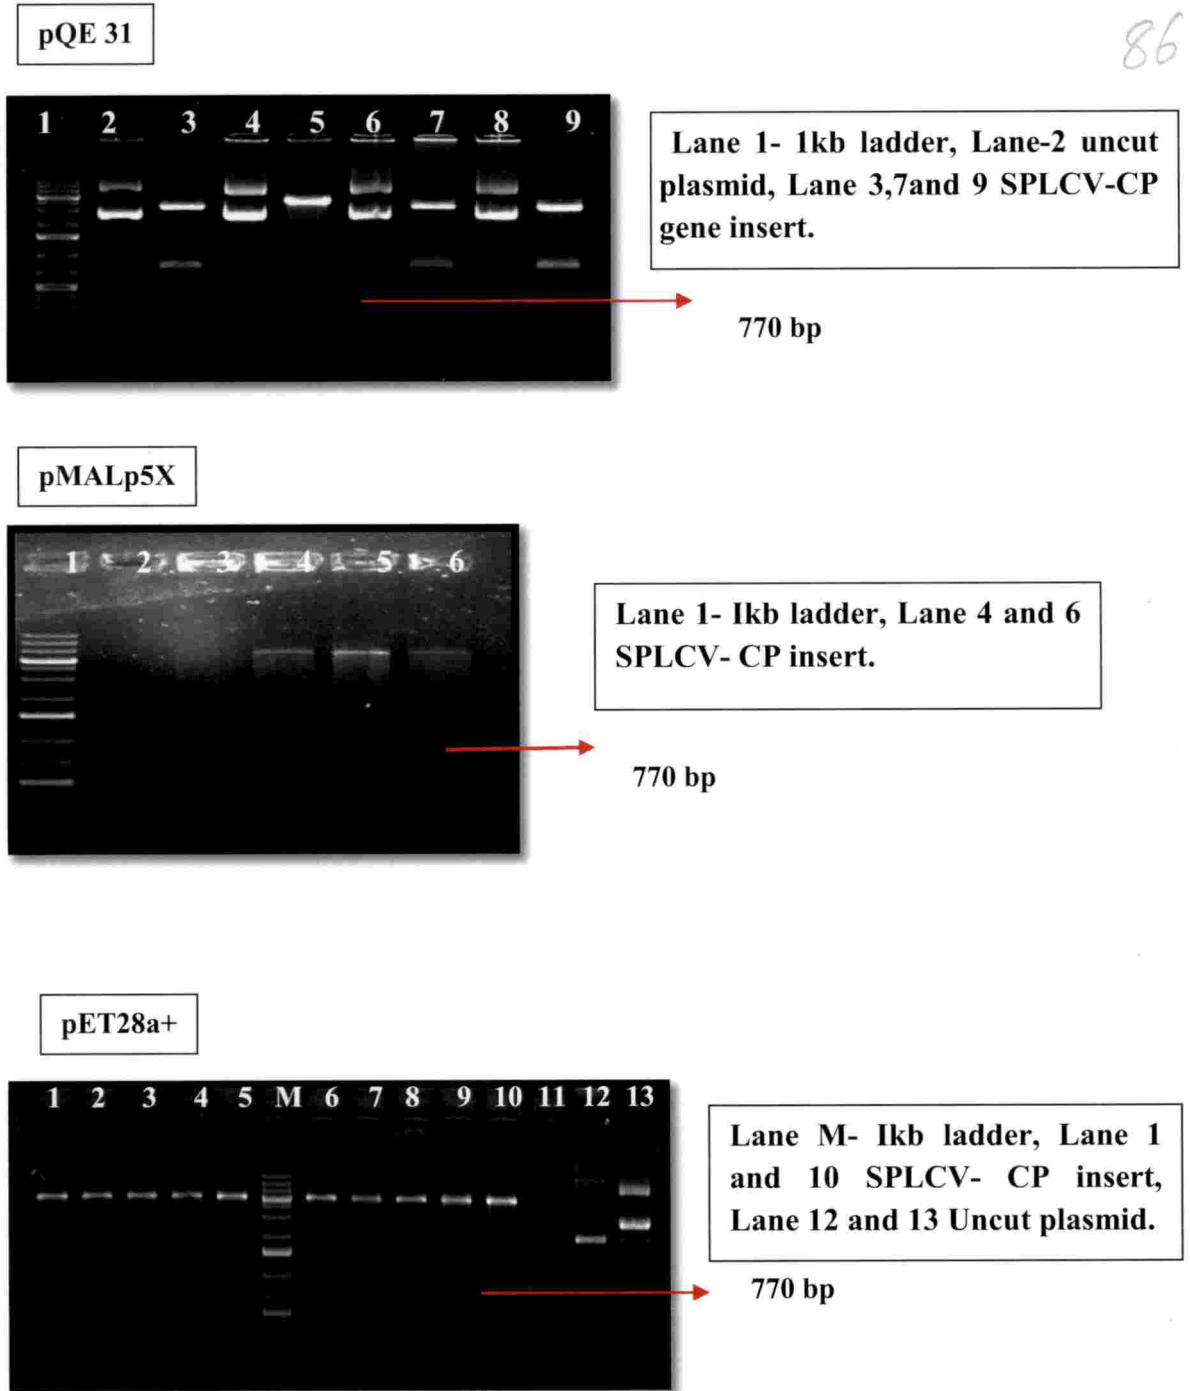 pQE 31
86
1 2 3 4 5 6 7 8 9
Lane 1- 1kb ladder, Lane-2 uncut
plasmid, Lane 3,7and 9 SPLCV-CP
gene insert.
770 bp
pMALp5X
1 2 3 4 5 6
Lane 1- Ikb ladder, Lane 4 and 6
SPLCV- CP insert.
770 bp
pET28a+
1 2 3 4 5 M 6 7 8 9 10 11 12 13
Lane M- Ikb ladder, Lane 1
and 10 SPLCV- CP insert,
Lane 12 and 13 Uncut plasmid.
770 bp